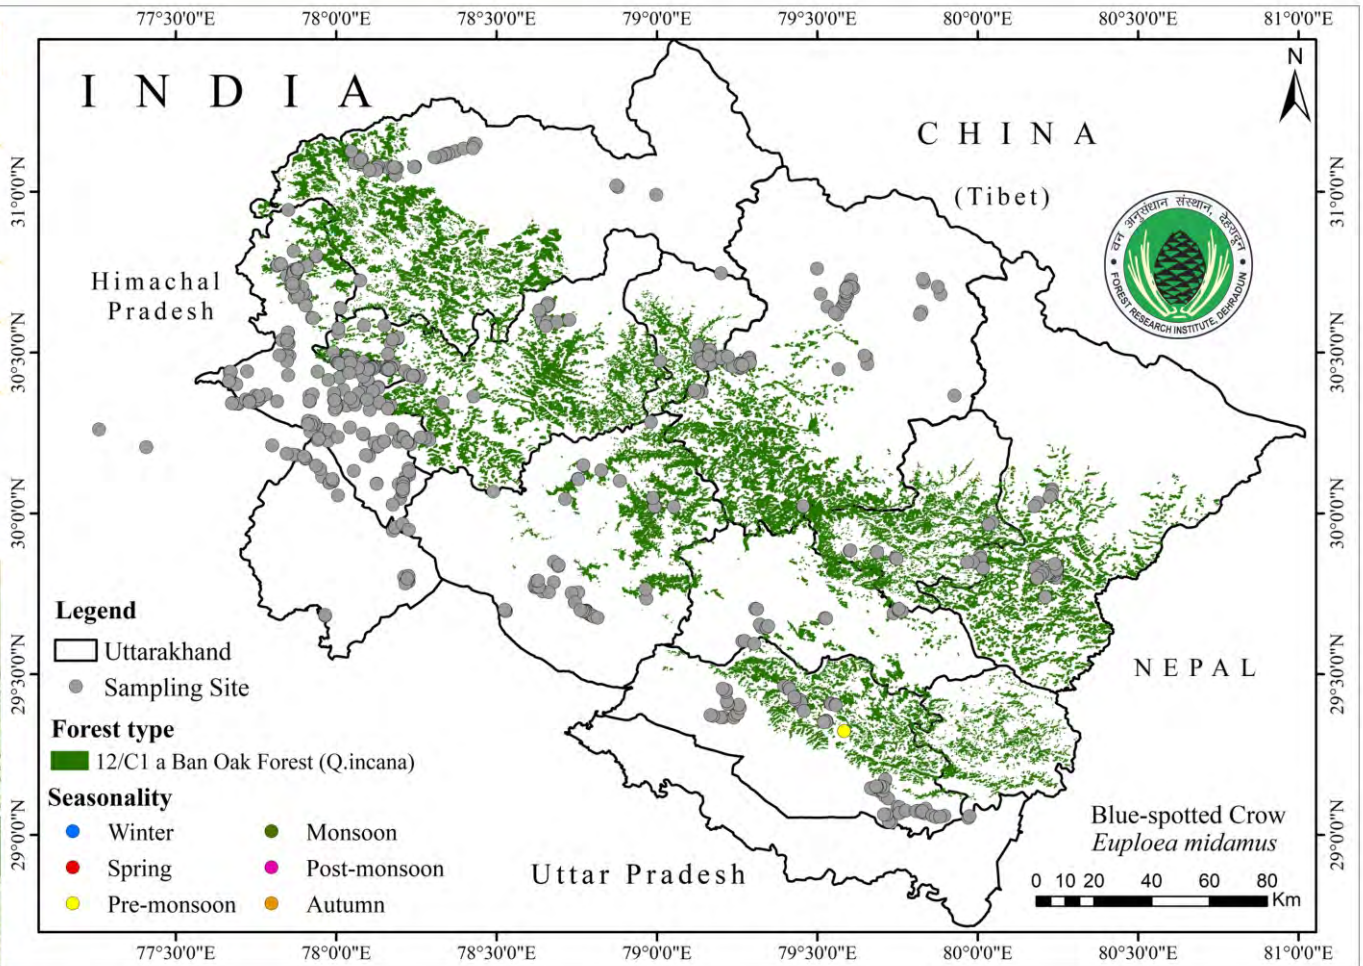 77°30'0"E 78°0'0"E 78°30'0"E 79°0'0"E 79°30'0"E 80°0'0"E 80°30'0"E 81°0'0"E
I N D I A
N
C H I N A
(Tibet)
31°0'0"N
31°0'0"N
वन अनुसंधान संस्थान, देहरादून
FOREST RESEARCH INSTITUTE, DEHRADUN
Himachal
Pradesh
30°30'0"N
30°30'0"N
30°0'0"N
30°0'0"N
Legend
Uttarakhand
Sampling Site
NEPAL
29°30'0"N
29°30'0"N
Forest type
12/C1 a Ban Oak Forest (Q.incana)
Seasonality
Winter
Monsoon
Spring
Post-monsoon
Pre-monsoon
Autumn
29°0'0"N
29°0'0"N
Uttar Pradesh
Blue-spotted Crow
Euploea midamus
0 10 20 40 60 80
Km
77°30'0"E 78°0'0"E 78°30'0"E 79°0'0"E 79°30'0"E 80°0'0"E 80°30'0"E 81°0'0"E